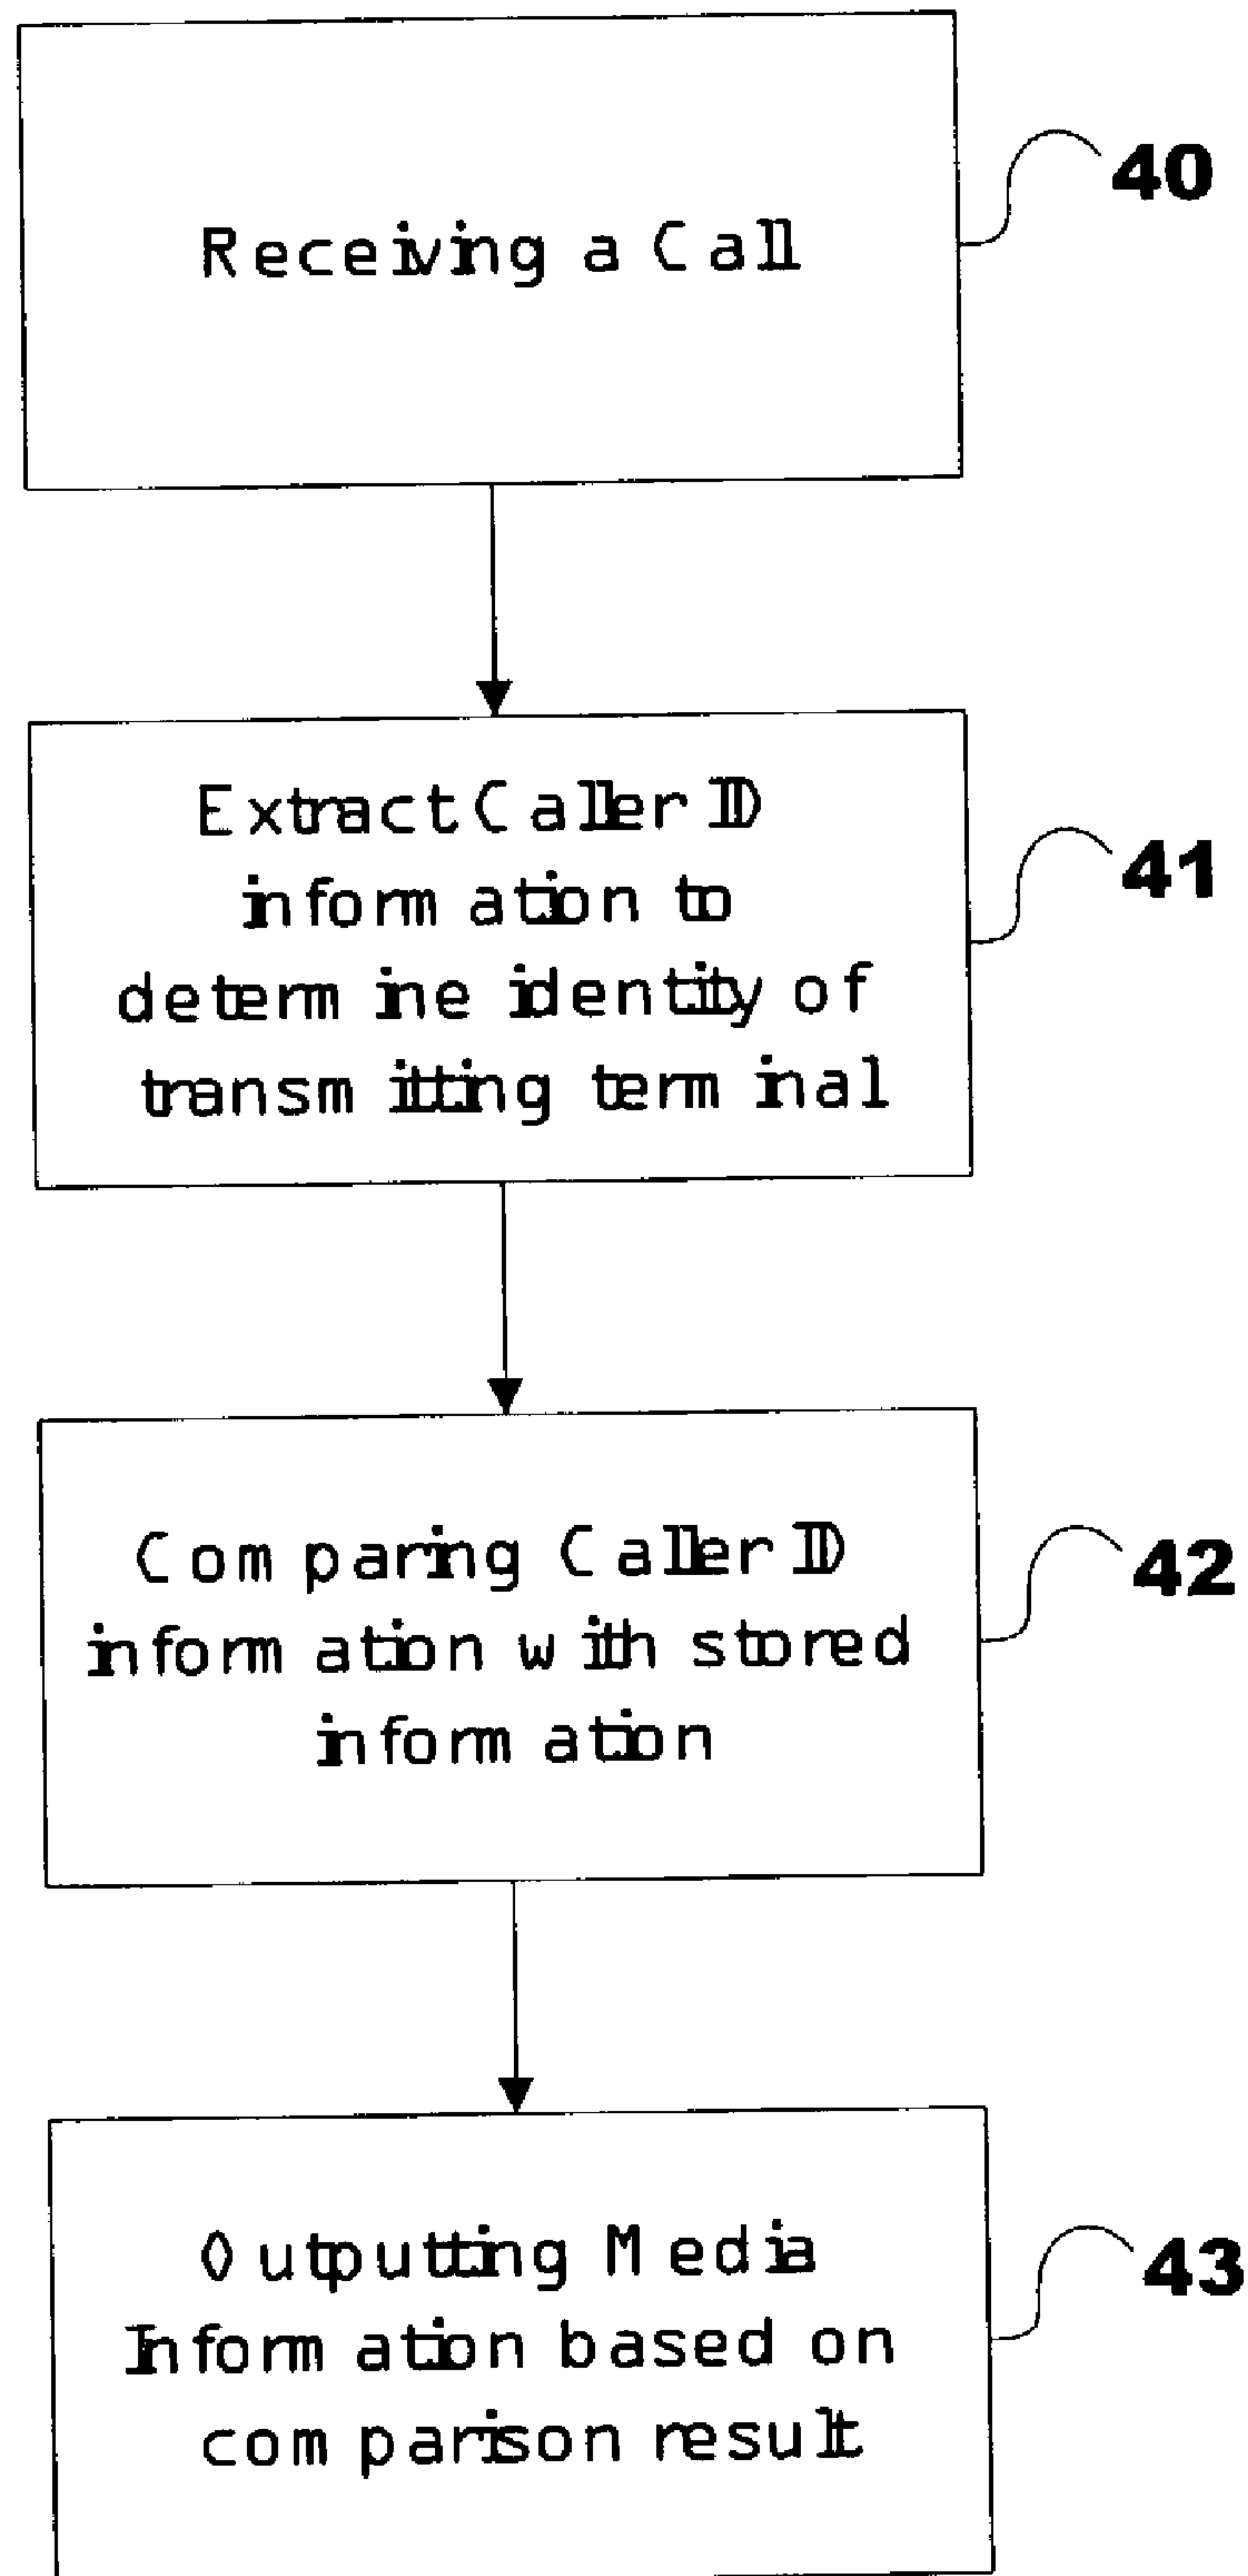 Receiving a Call
40
Extract Caller ID
information to
determine identity of
transmitting terminal
41
Comparing Caller ID
information with stored
information
42
Outputting Media
Information based on
comparison result
43